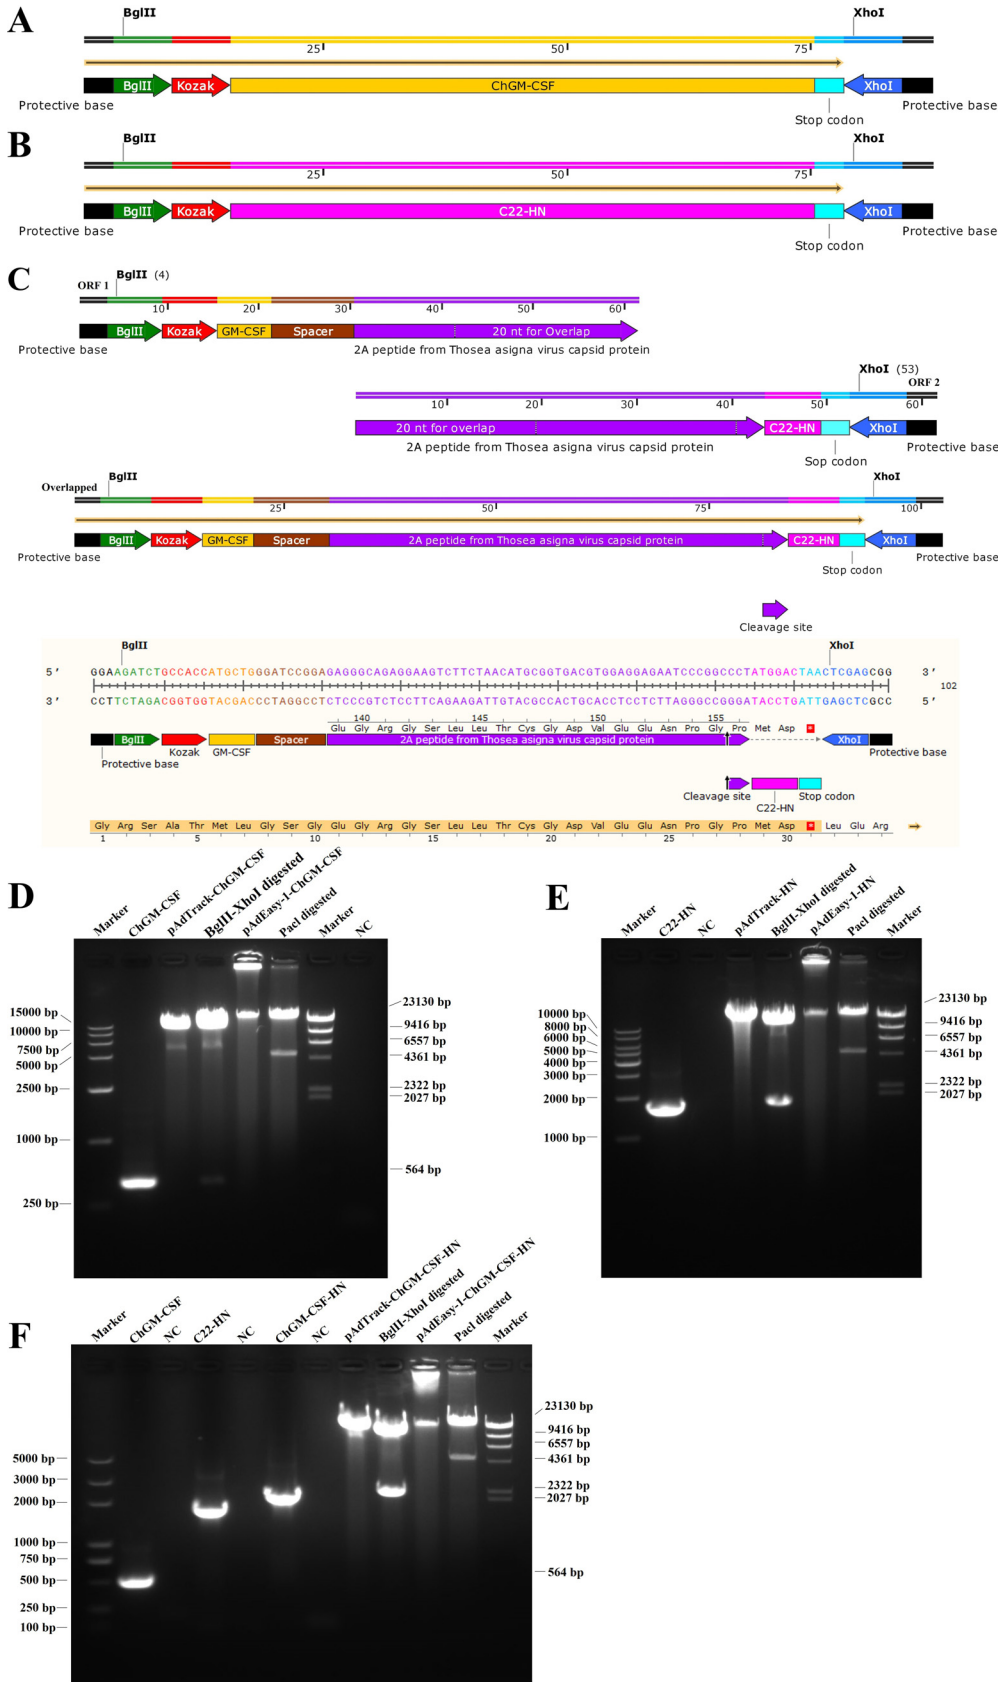 A
BglII
XhoI
25
50
75
BglII
Kozak
ChGM-CSF
XhoI
Protective base
Stop codon
Protective base
B
BglII
XhoI
25
50
75
BglII
Kozak
C22-HN
XhoI
Protective base
Stop codon
Protective base
C
ORF 1
BglII (4)
10
20
30
40
50
60
BglII
Kozak
GM-CSF
Spacer
20 nt for Overlap
Protective base
2A peptide from Thosea asigna virus capsid protein
XhoI (53)
ORF 2
10
20
30
40
50
60
20 nt for overlap
C22-HN
XhoI
2A peptide from Thosea asigna virus capsid protein
Protective base
Sop codon
Overlapped
BglII
XhoI
25
50
75
100
BglII
Kozak
GM-CSF
Spacer
2A peptide from Thosea asigna virus capsid protein
C22-HN
XhoI
Protective base
Stop codon
Protective base
Cleavage site
BglII
XhoI
5 ′ GGAAGATCTGCCACCATGCTGGGATCCGGAGAGGGCAGAGGAAGTCTTCTAACATGCGGTGACGTGGAGGAGAATCCCGGCCCTATGGACTAACTCGAGCGG 3 ′
102
3 ′ CCTTCTAGACGGTGGTACGACCCTAGGCCTCTCCCGTCTCCTTCAGAAGATTGTACGCCACTGCACCTCCTCTTAGGGCCGGGATACCTGATTGAGCTCGCC 5 ′
140
145
150
155
Glu Gly Arg Gly Ser Leu Leu Thr Cys Gly Asp Val Glu Glu Asn Pro Gly Pro Met Asp *
BglII
Kozak
GM-CSF
Spacer
2A peptide from Thosea asigna virus capsid protein
XhoI
Protective base
Protective base
Cleavage site
C22-HN
Stop codon
Gly Arg Ser Ala Thr Met Leu Gly Ser Gly Glu Gly Arg Gly Ser Leu Leu Thr Cys Gly Asp Val Glu Glu Asn Pro Gly Pro Met Asp * Leu Glu Arg
1
5
10
15
20
25
30
D
Marker
ChGM-CSF
pAdTrack-ChGM-CSF
BglII-XhoI digested
pAdEasy-1-ChGM-CSF
PacI digested
Marker
NC
15000 bp
10000 bp
7500 bp
5000 bp
2500 bp
1000 bp
250 bp
23130 bp
9416 bp
6557 bp
4361 bp
2322 bp
2027 bp
564 bp
E
Marker
C22-HN
NC
pAdTrack-HN
BglII-XhoI digested
pAdEasy-1-HN
PacI digested
Marker
10000 bp
8000 bp
6000 bp
5000 bp
4000 bp
3000 bp
2000 bp
1000 bp
23130 bp
9416 bp
6557 bp
4361 bp
2322 bp
2027 bp
F
Marker
ChGM-CSF
NC
C22-HN
NC
ChGM-CSF-HN
NC
pAdTrack-ChGM-CSF-HN
BglII-XhoI digested
pAdEasy-1-ChGM-CSF-HN
PacI digested
Marker
5000 bp
3000 bp
2000 bp
1000 bp
750 bp
500 bp
250 bp
100 bp
23130 bp
9416 bp
6557 bp
4361 bp
2322 bp
2027 bp
564 bp